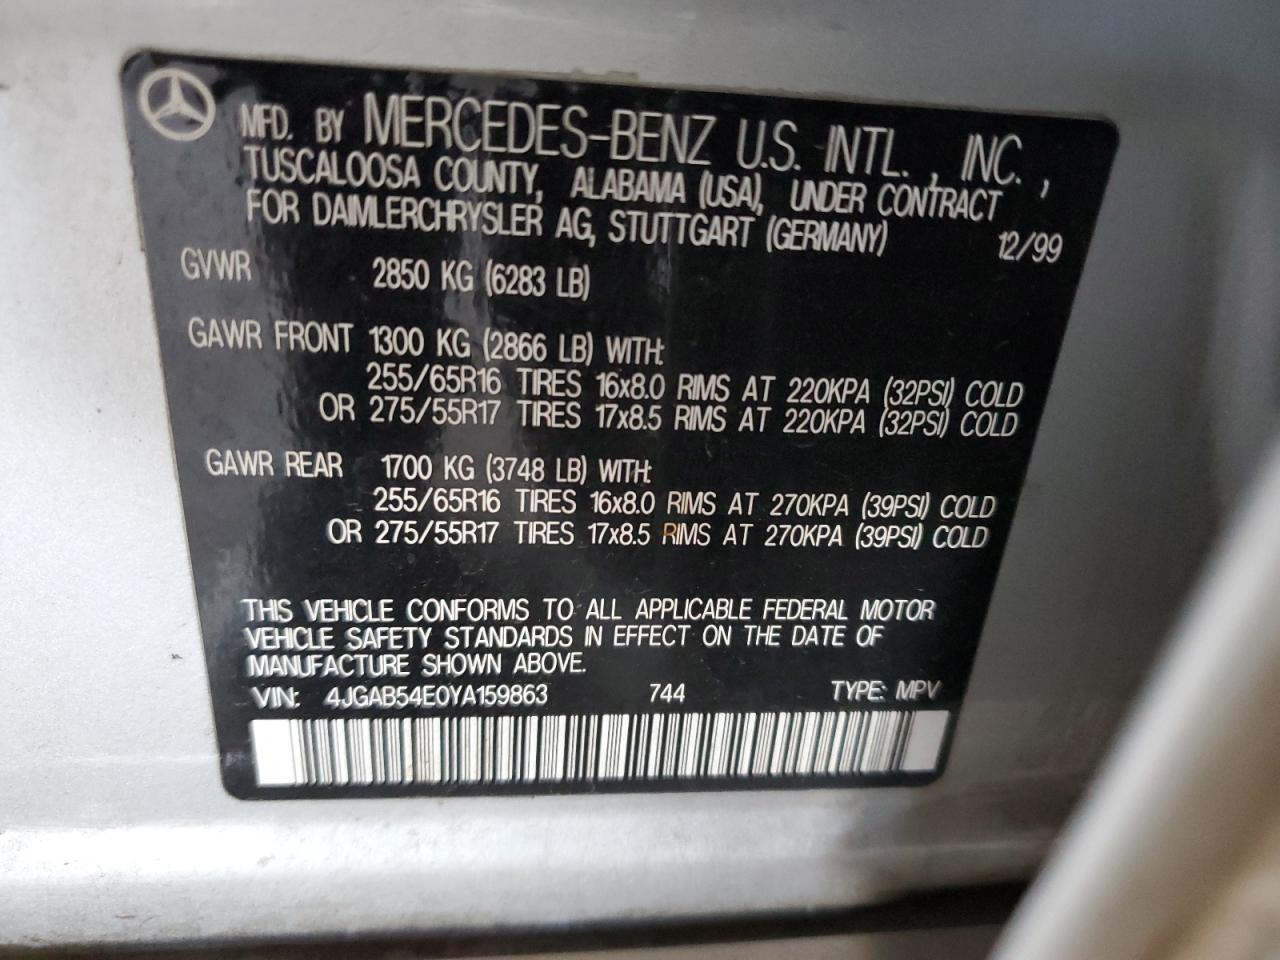 MFD. BY MERCEDES-BENZ U.S. INTL., INC.,
TUSCALOOSA COUNTY, ALABAMA (USA), UNDER CONTRACT
FOR DAIMLERCHRYSLER AG, STUTTGART (GERMANY) 12/99
GVWR 2850 KG (6283 LB)
GAWR FRONT 1300 KG (2866 LB) WITH:
255/65R16 TIRES 16x8.0 RIMS AT 220KPA (32PSI) COLD
OR 275/55R17 TIRES 17x8.5 RIMS AT 220KPA (32PSI) COLD
GAWR REAR 1700 KG (3748 LB) WITH:
255/65R16 TIRES 16x8.0 RIMS AT 270KPA (39PSI) COLD
OR 275/55R17 TIRES 17x8.5 RIMS AT 270KPA (39PSI) COLD
THIS VEHICLE CONFORMS TO ALL APPLICABLE FEDERAL MOTOR
VEHICLE SAFETY STANDARDS IN EFFECT ON THE DATE OF
MANUFACTURE SHOWN ABOVE.
VIN: 4JGAB54E0YA159863 744 TYPE: MPV